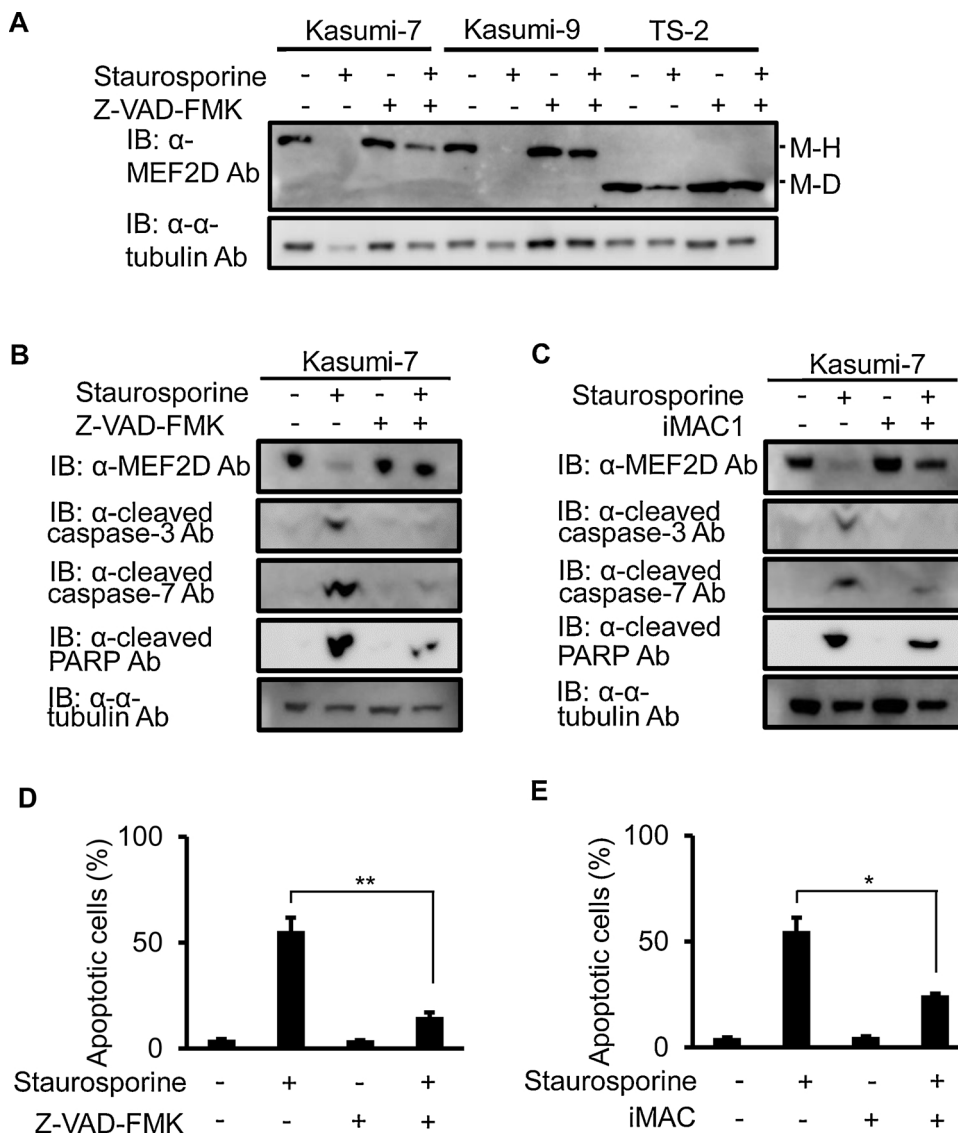 A
Kasumi-7 Kasumi-9 TS-2
Staurosporine - + - + - + - + - + - +
Z-VAD-FMK - - + + - - + + - - + +
IB: α-
MEF2D Ab
M-H
M-D
IB: α-α-
tubulin Ab
B
Kasumi-7
Staurosporine - + - +
Z-VAD-FMK - - + +
IB: α-MEF2D Ab
IB: α-cleaved
caspase-3 Ab
IB: α-cleaved
caspase-7 Ab
IB: α-cleaved
PARP Ab
IB: α-α-
tubulin Ab
C
Kasumi-7
Staurosporine - + - +
iMAC1 - - + +
IB: α-MEF2D Ab
IB: α-cleaved
caspase-3 Ab
IB: α-cleaved
caspase-7 Ab
IB: α-cleaved
PARP Ab
IB: α-α-
tubulin Ab
D
Apoptotic cells (%)
100
50
0
**
Staurosporine - + - +
Z-VAD-FMK - - + +
E
Apoptotic cells (%)
100
50
0
*
Staurosporine - + - +
iMAC - - + +